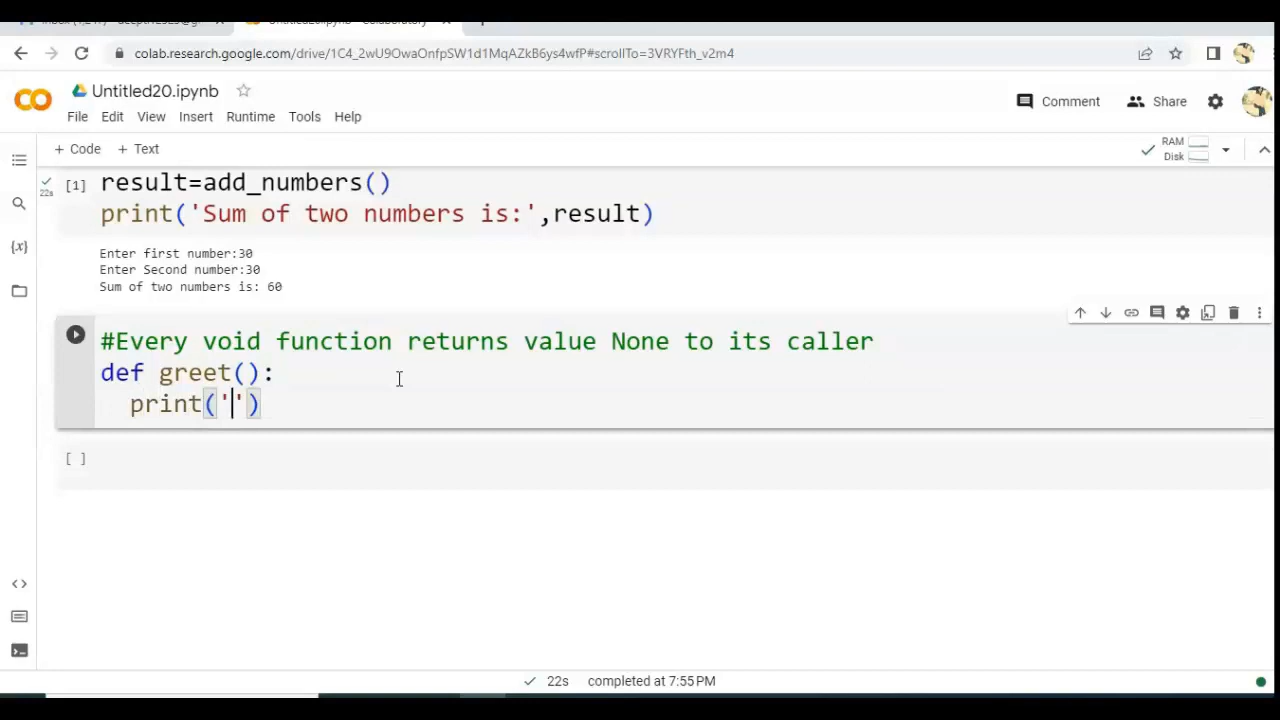 colab.research.google.com/drive/1C4_2wU9OwaOnfpSW1d1MqAZkB6ys4wfP#scrollTo=3VRYFth_v2m4
Untitled20.ipynb
File Edit View Insert Runtime Tools Help
Comment Share
+ Code + Text
RAM
Disk
22s [1] result=add_numbers()
print('Sum of two numbers is:',result)
Enter first number:30
Enter Second number:30
Sum of two numbers is: 60
#Every void function returns value None to its caller
def greet():
print('')
[ ]
22s completed at 7:55 PM